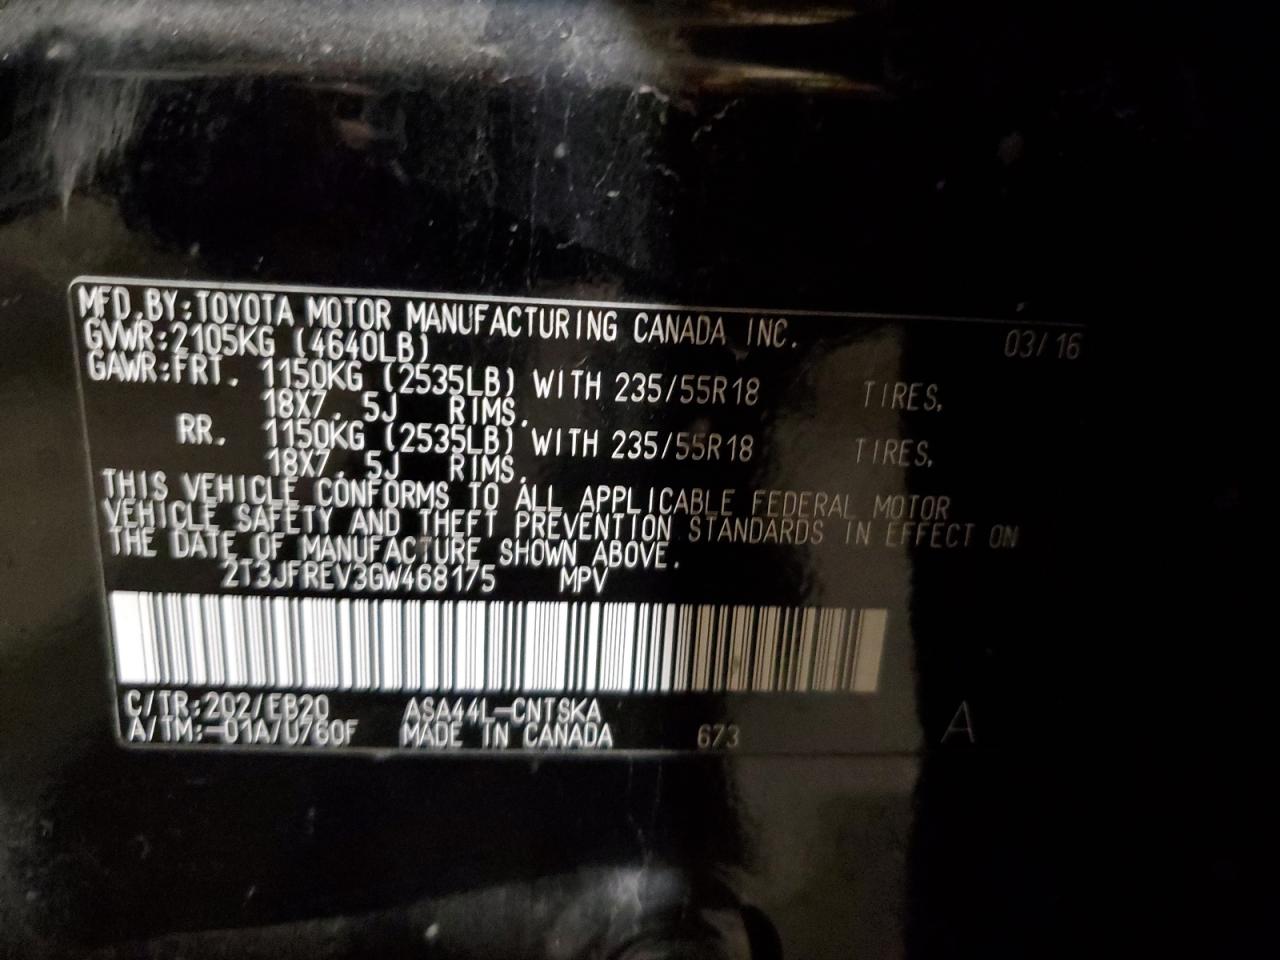 MFD.BY:TOYOTA MOTOR MANUFACTURING CANADA INC. 03/16
GVWR:2105KG (4640LB)
GAWR:FRT. 1150KG (2535LB) WITH 235/55R18 TIRES,
18X7.5J RIMS.
RR. 1150KG (2535LB) WITH 235/55R18 TIRES,
18X7.5J RIMS.
THIS VEHICLE CONFORMS TO ALL APPLICABLE FEDERAL MOTOR
VEHICLE SAFETY AND THEFT PREVENTION STANDARDS IN EFFECT ON
THE DATE OF MANUFACTURE SHOWN ABOVE.
2T3JFREV3GW468175 MPV
C/TR:202/EB20 ASA44L-CNTSKA
A/TM:-01A/U760F MADE IN CANADA 673 A